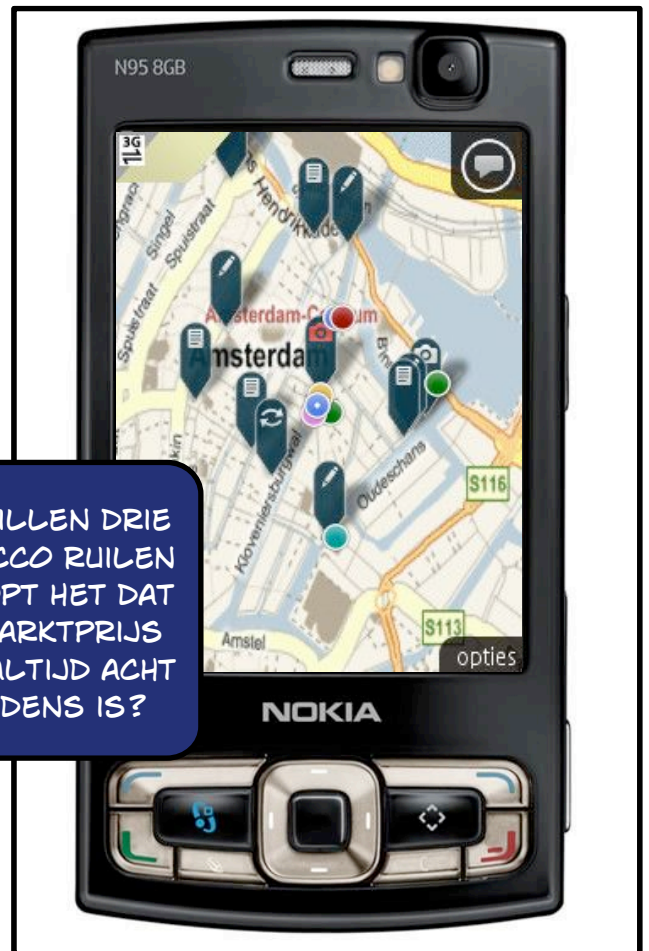 N95 8GB
3G
Singel
Spuistraat
Spuistraat
Amsterdam-Centrum
Amsterdam
Kloveniersburgwal
Oudeschans
S116
Amstel
S113
opties
ILLEN DRIE
CCO RUILEN
PT HET DAT
ARKTPRIJS
ALTIJD ACHT
DENS IS?
NOKIA